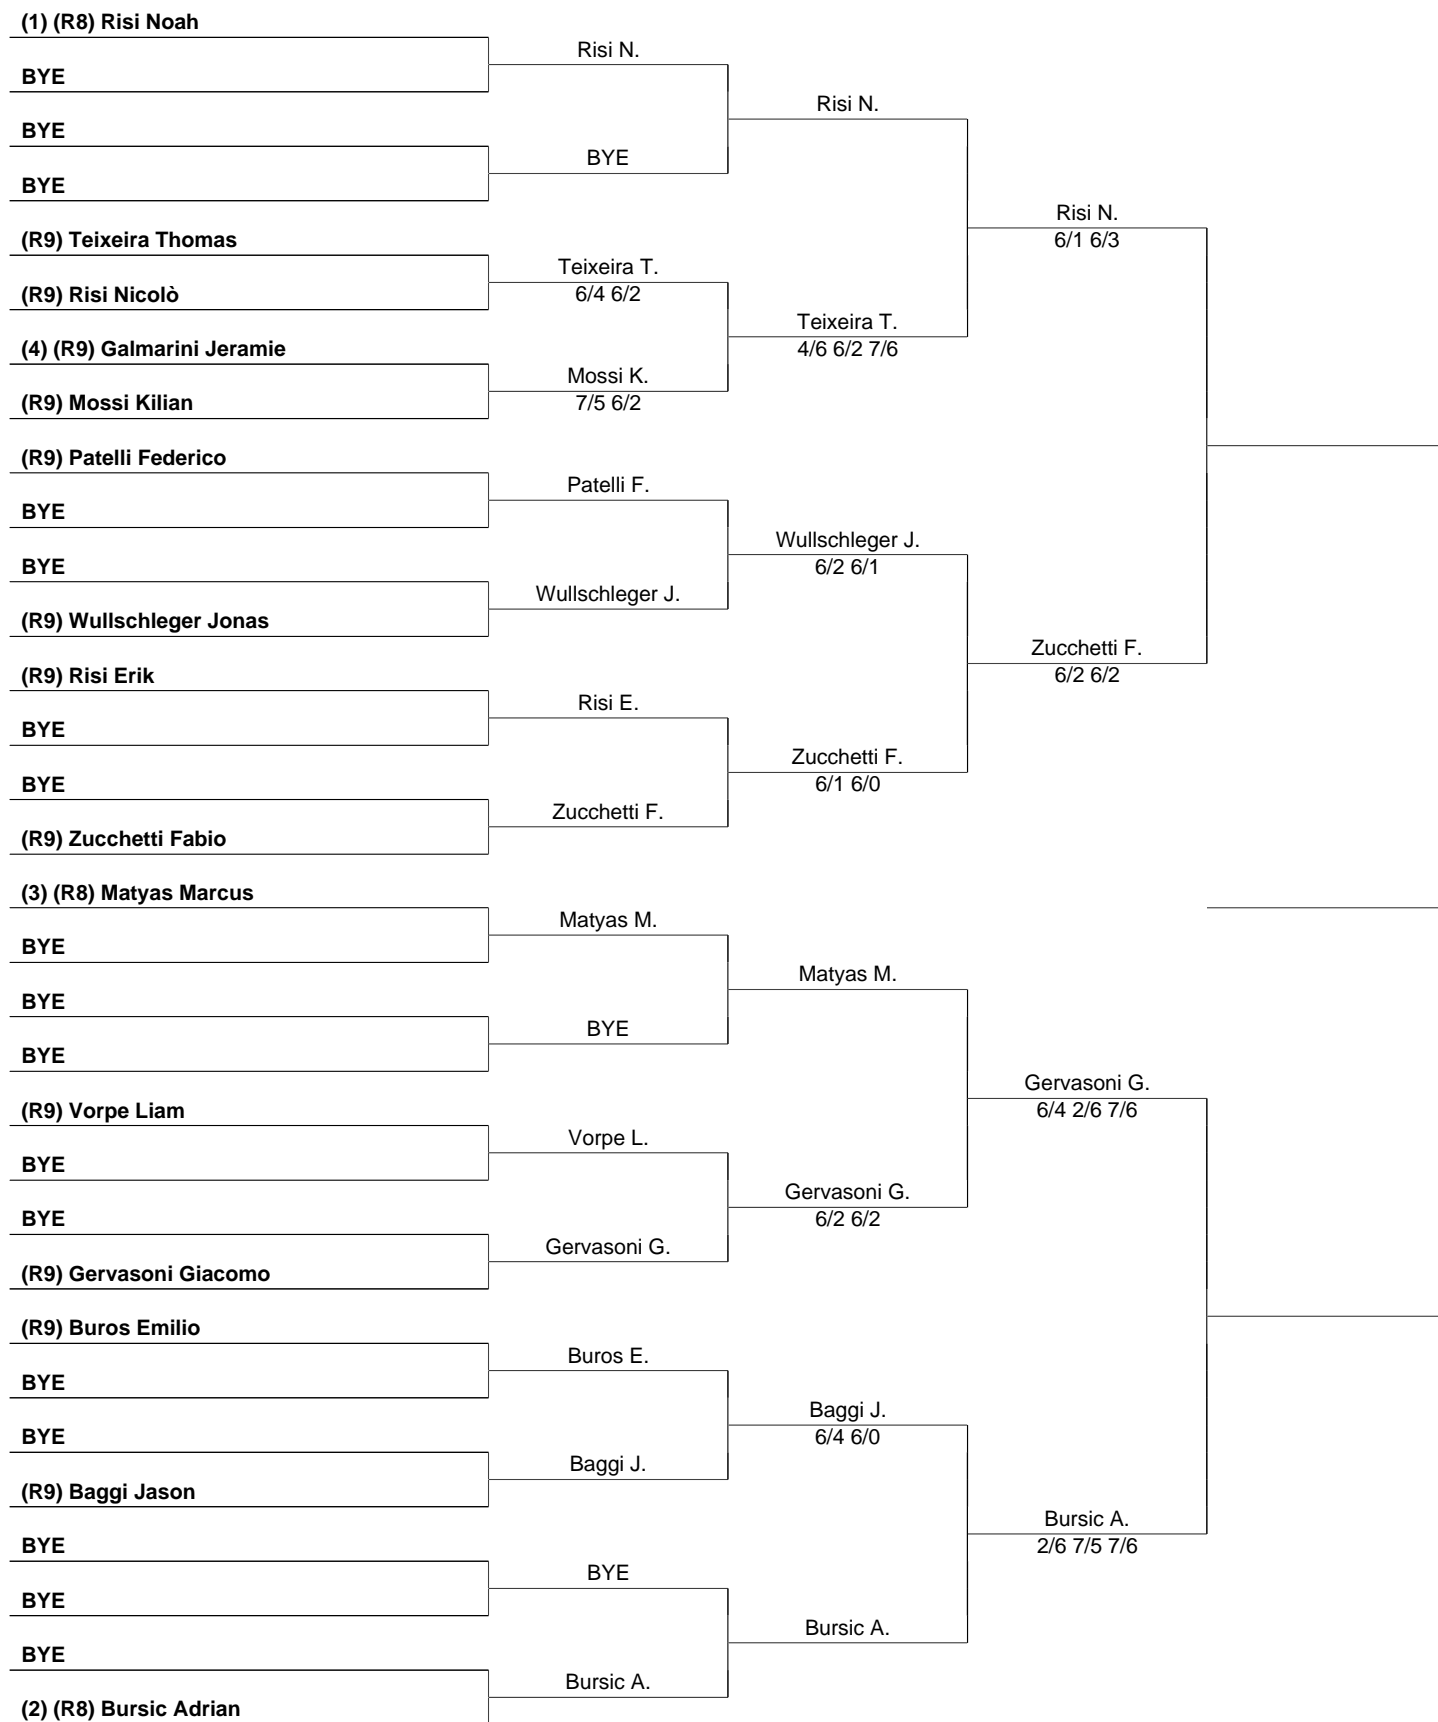 (1) (R8) Risi Noah
Risi N.
BYE
Risi N.
BYE
BYE
BYE
Risi N.
6/1 6/3
(R9) Teixeira Thomas
Teixeira T.
6/4 6/2
(R9) Risi Nicolò
Teixeira T.
4/6 6/2 7/6
(4) (R9) Galmarini Jeramie
Mossi K.
7/5 6/2
(R9) Mossi Kilian
(R9) Patelli Federico
Patelli F.
BYE
Wullschleger J.
6/2 6/1
BYE
Wullschleger J.
(R9) Wullschleger Jonas
Zucchetti F.
6/2 6/2
(R9) Risi Erik
Risi E.
BYE
Zucchetti F.
6/1 6/0
BYE
Zucchetti F.
(R9) Zucchetti Fabio
(3) (R8) Matyas Marcus
Matyas M.
BYE
Matyas M.
BYE
BYE
BYE
Gervasoni G.
6/4 2/6 7/6
(R9) Vorpe Liam
Vorpe L.
BYE
Gervasoni G.
6/2 6/2
BYE
Gervasoni G.
(R9) Gervasoni Giacomo
(R9) Buros Emilio
Buros E.
BYE
Baggi J.
6/4 6/0
BYE
Baggi J.
(R9) Baggi Jason
Bursic A.
2/6 7/5 7/6
BYE
BYE
BYE
Bursic A.
BYE
Bursic A.
(2) (R8) Bursic Adrian